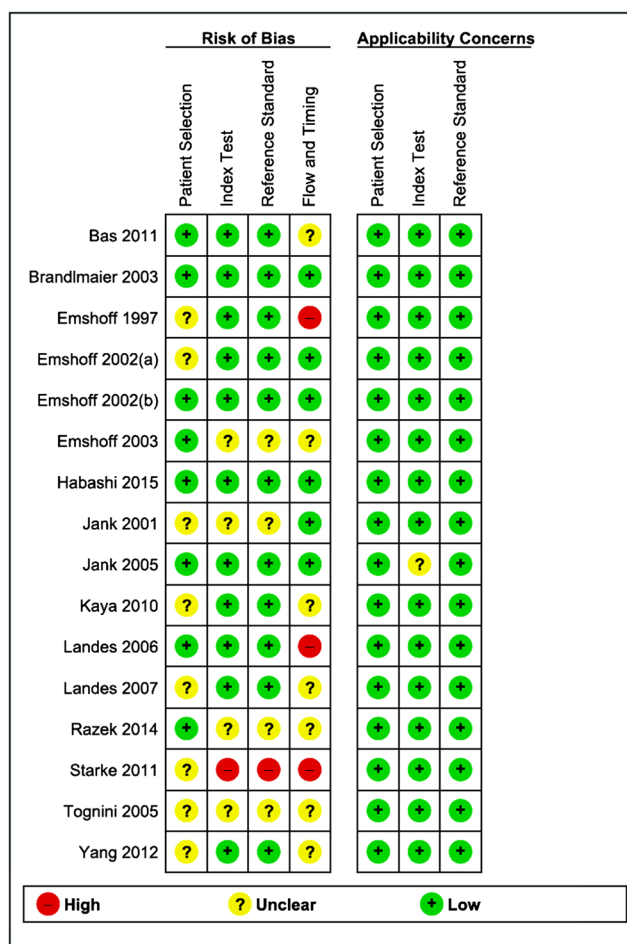 Risk of Bias
Applicability Concerns
Patient Selection
Index Test
Reference Standard
Flow and Timing
Patient Selection
Index Test
Reference Standard
Bas 2011 + + + ? + + +
Brandlmaier 2003 + + + + + + +
Emshoff 1997 ? + + – + + +
Emshoff 2002(a) ? + + + + + +
Emshoff 2002(b) + + + + + + +
Emshoff 2003 + ? ? ? + + +
Habashi 2015 + + + + + + +
Jank 2001 ? ? ? + + + +
Jank 2005 + + + + + ? +
Kaya 2010 ? + + ? + + +
Landes 2006 + + + – + + +
Landes 2007 ? + + ? + + +
Razek 2014 + ? ? ? + + +
Starke 2011 ? – – – + + +
Tognini 2005 ? ? ? ? + + +
Yang 2012 ? + + ? + + +
– High ? Unclear + Low